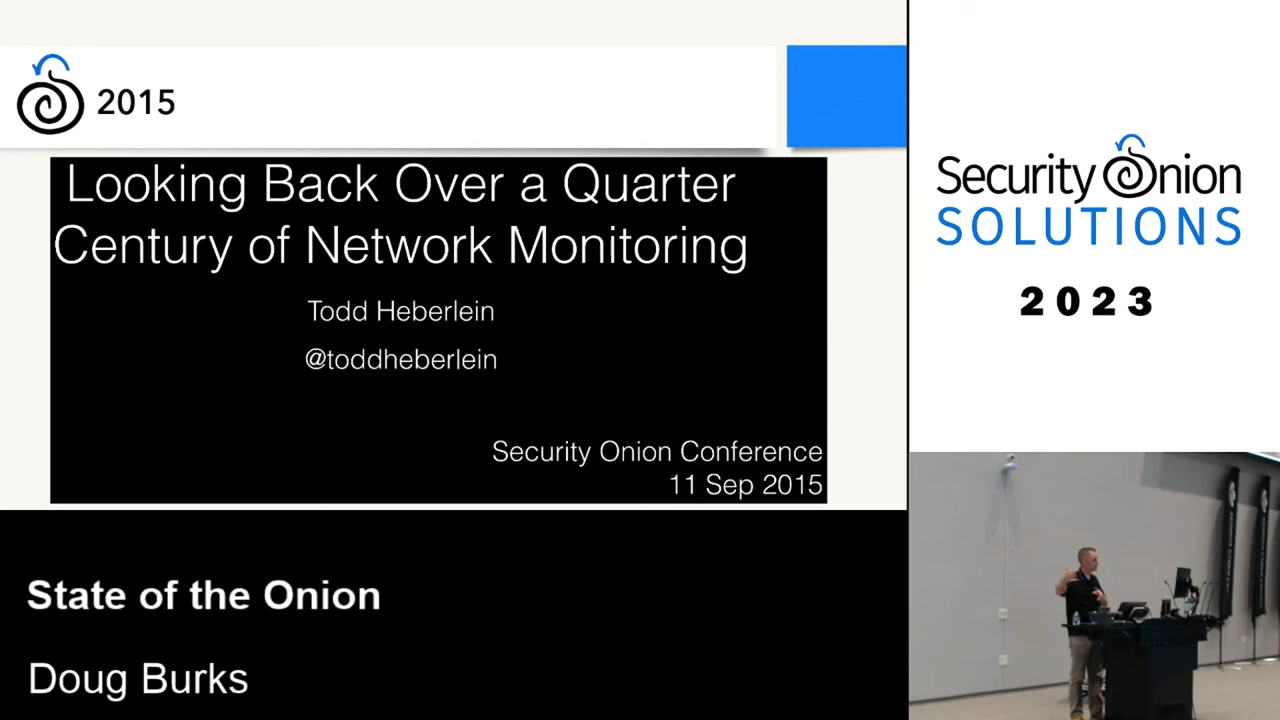 2015
Looking Back Over a Quarter
Century of Network Monitoring
Todd Heberlein
@toddheberlein
Security Onion Conference
11 Sep 2015
State of the Onion
Doug Burks
Security Onion
SOLUTIONS
2023